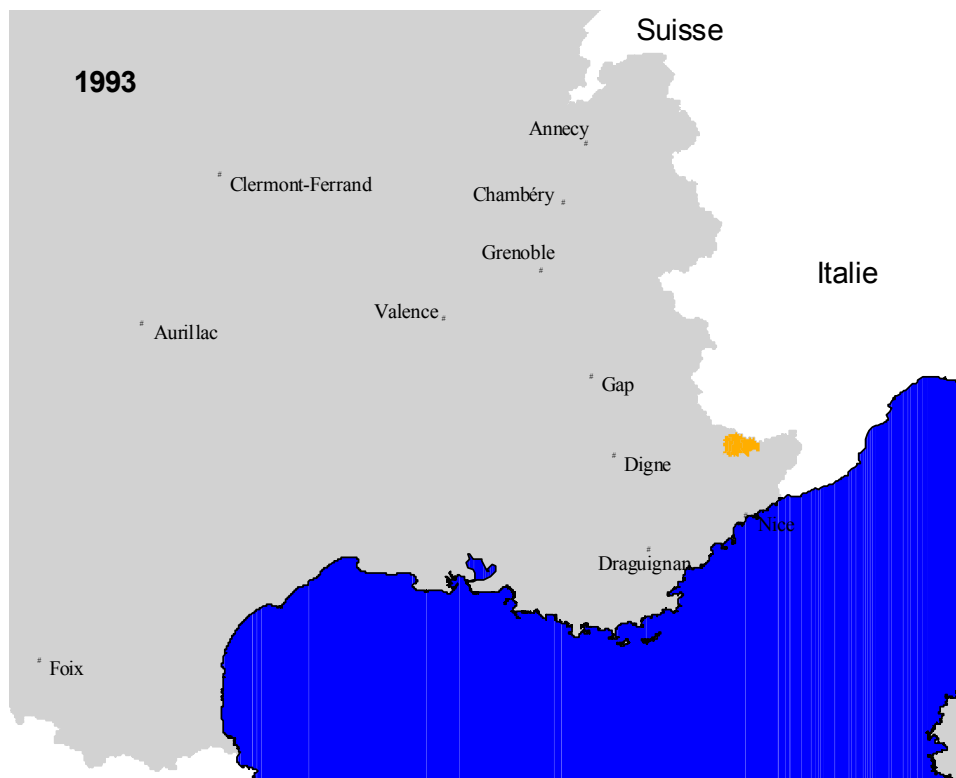 Suisse
1993
Annecy
Clermont-Ferrand
Chambéry
Grenoble
Italie
Valence
Aurillac
Gap
Digne
Nice
Draguignan
Foix